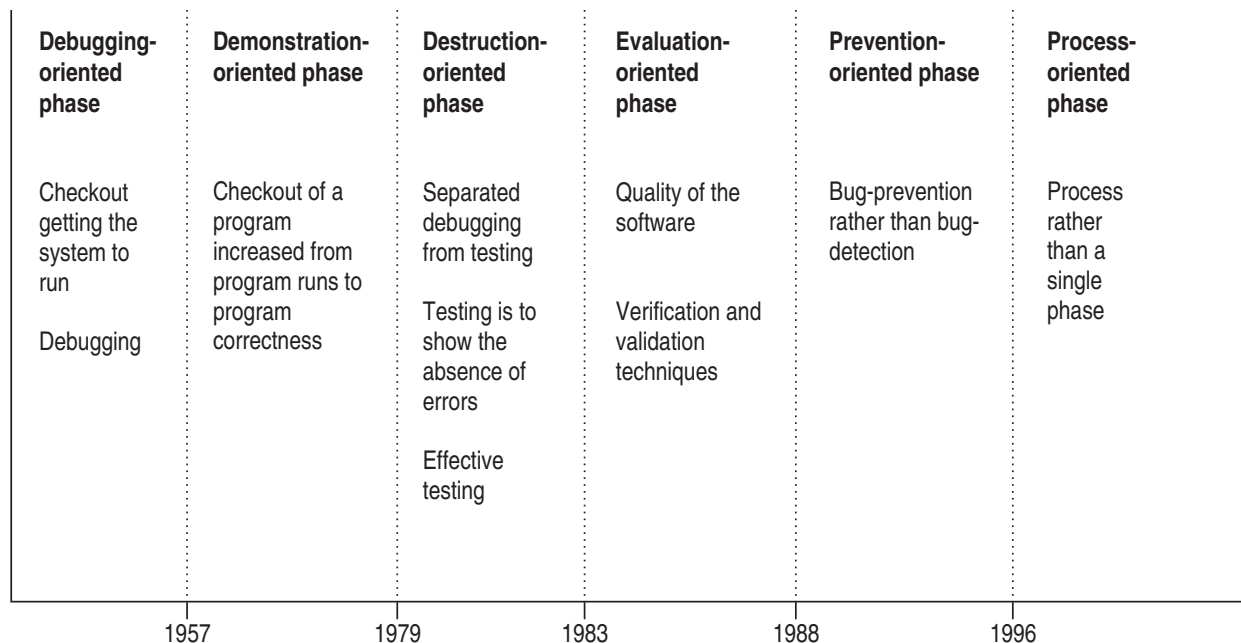 Debugging-
oriented
phase
Checkout
getting the
system to
run
Debugging
Demonstration-
oriented phase
Checkout of a
program
increased from
program runs to
program
correctness
Destruction-
oriented
phase
Separated
debugging
from testing
Testing is to
show the
absence of
errors
Effective
testing
Evaluation-
oriented
phase
Quality of the
software
Verification and
validation
techniques
Prevention-
oriented phase
Bug-prevention
rather than bug-
detection
Process-
oriented
phase
Process
rather
than a
single
phase
1957
1979
1983
1988
1996